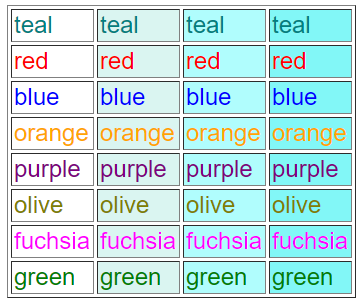 teal teal teal teal
red red red red
blue blue blue blue
orange orange orange orange
purple purple purple purple
olive olive olive olive
fuchsia fuchsia fuchsia fuchsia
green green green green